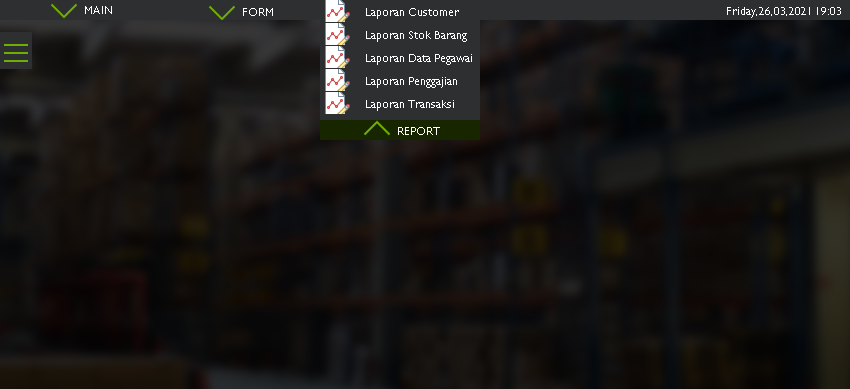 MAIN
FORM
Friday,26,03,2021 19:03
Laporan Customer
Laporan Stok Barang
Laporan Data Pegawai
Laporan Penggajian
Laporan Transaksi
REPORT